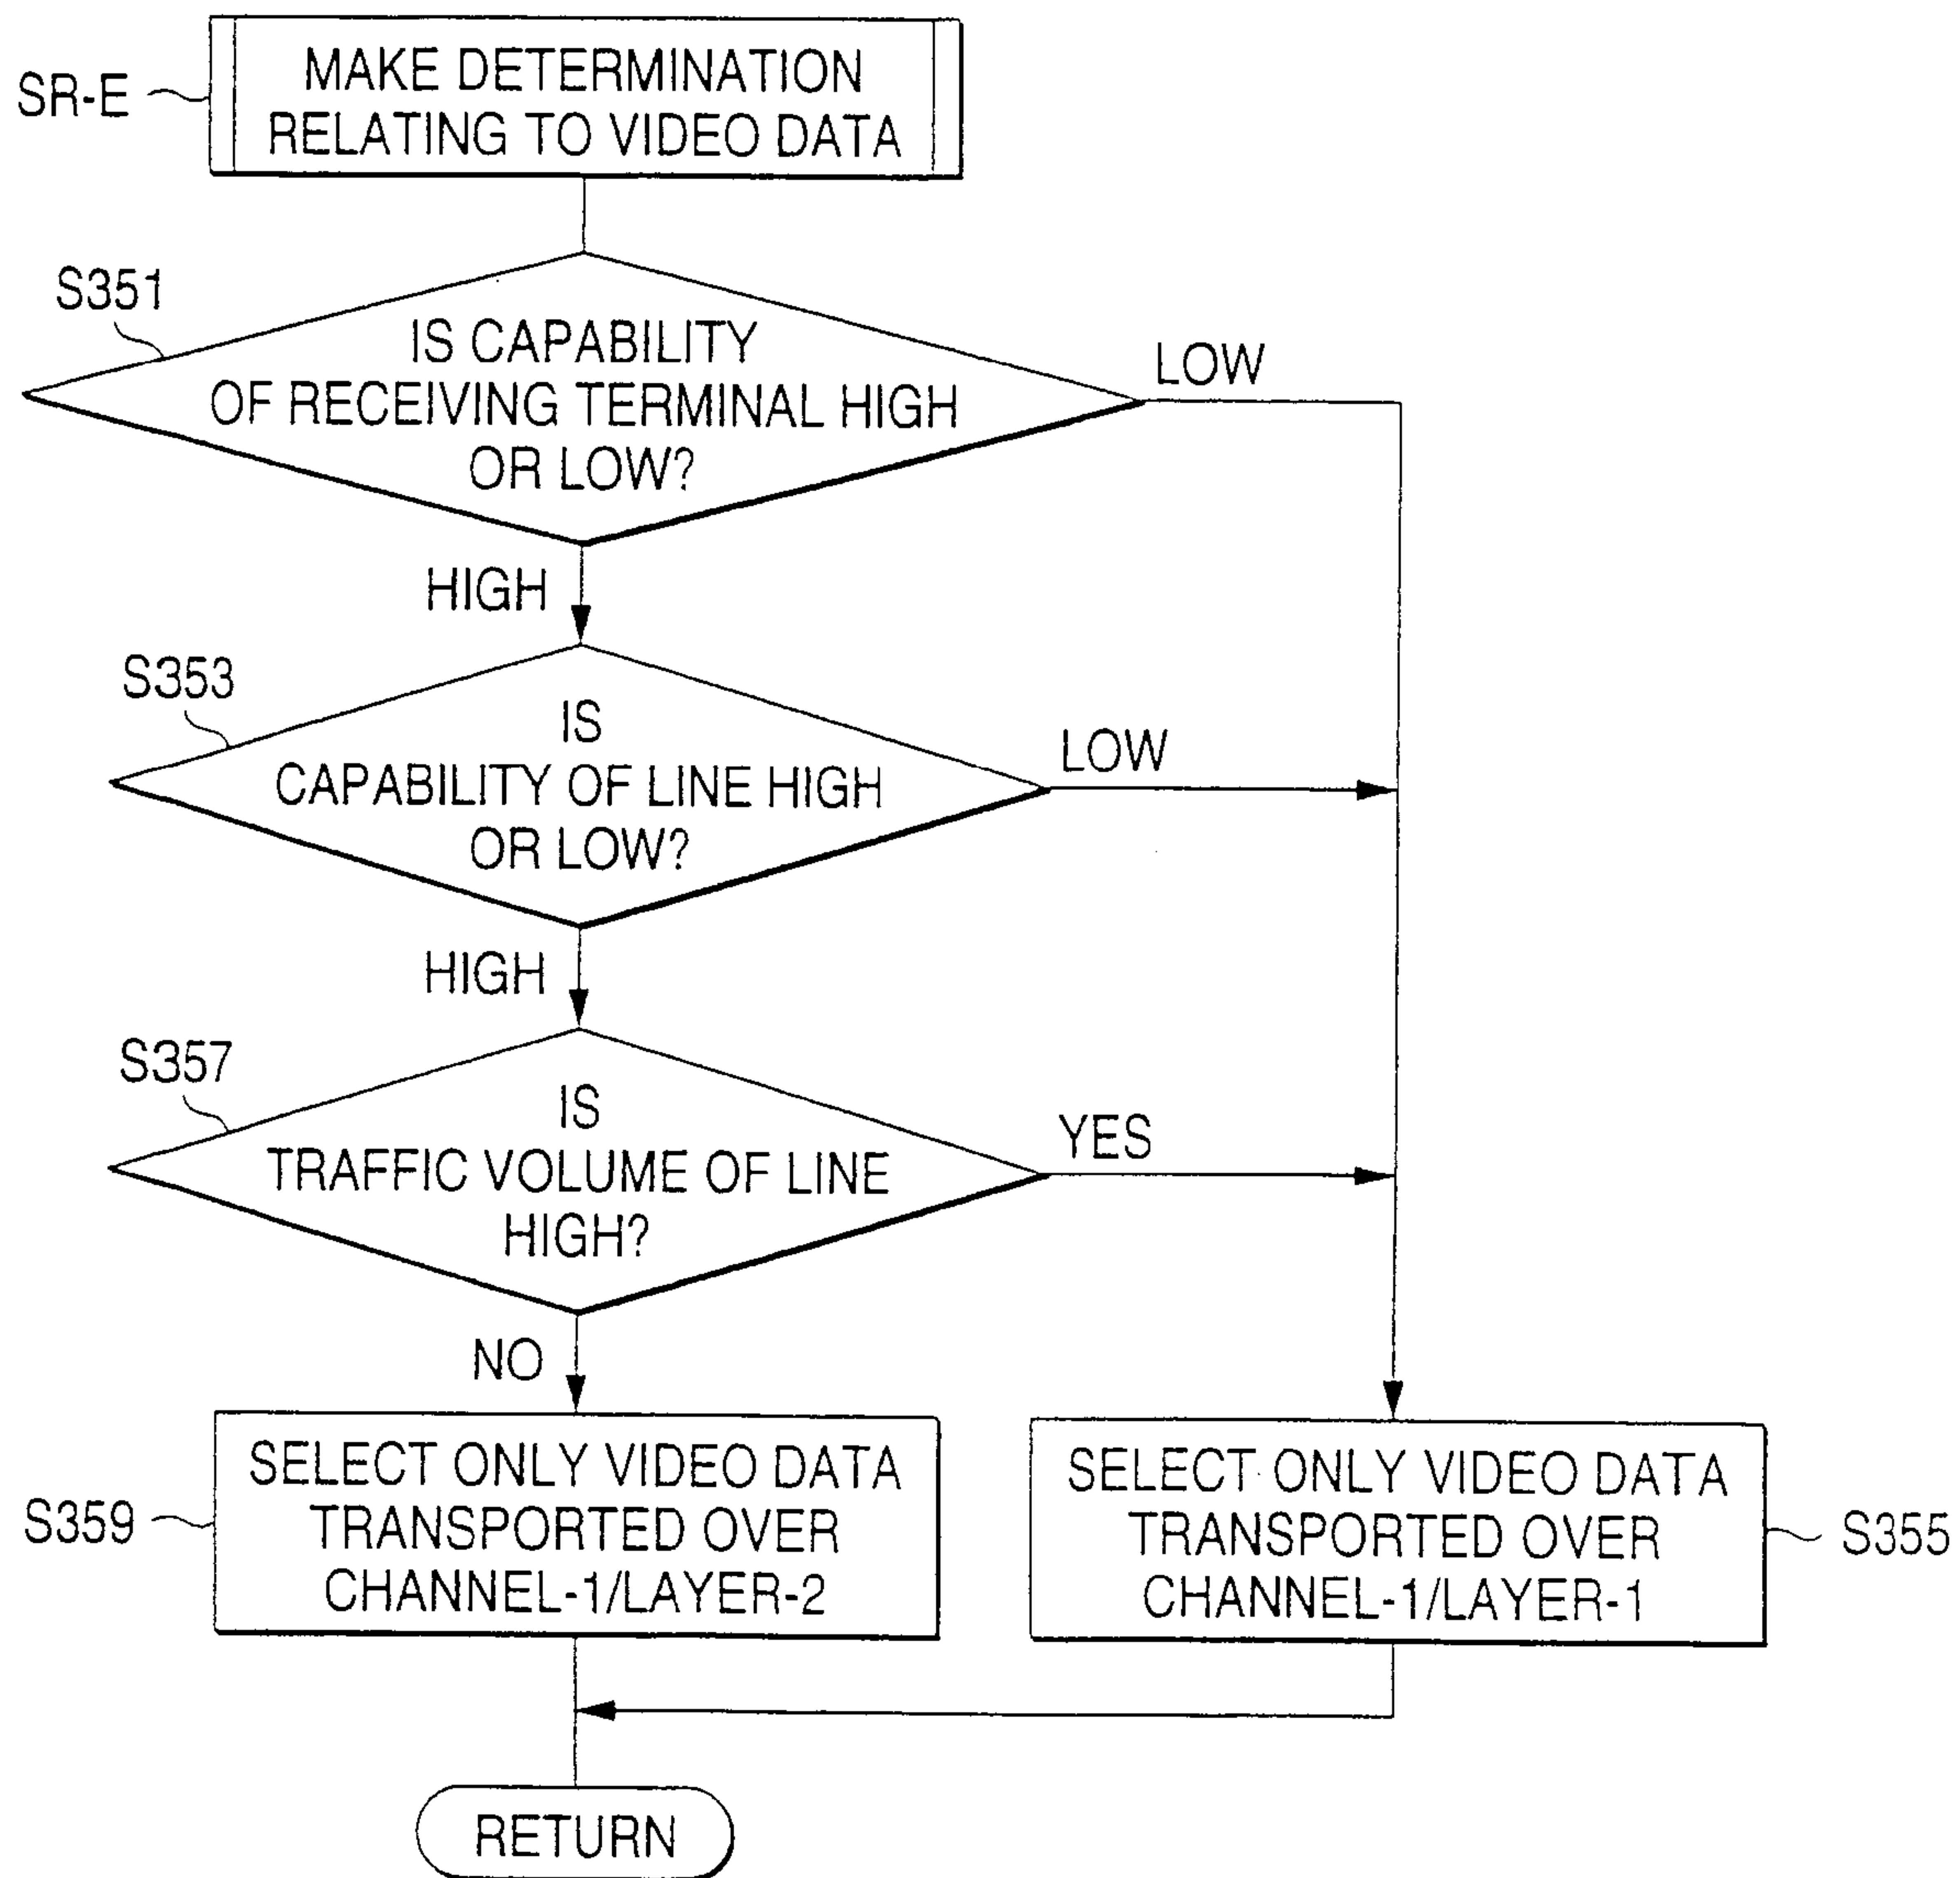 SR-E
MAKE DETERMINATION
RELATING TO VIDEO DATA
S351
IS CAPABILITY
OF RECEIVING TERMINAL HIGH
OR LOW?
LOW
HIGH
S353
IS
CAPABILITY OF LINE HIGH
OR LOW?
LOW
HIGH
S357
IS
TRAFFIC VOLUME OF LINE
HIGH?
YES
NO
S359
SELECT ONLY VIDEO DATA
TRANSPORTED OVER
CHANNEL-1/LAYER-2
SELECT ONLY VIDEO DATA
TRANSPORTED OVER
CHANNEL-1/LAYER-1
S355
RETURN